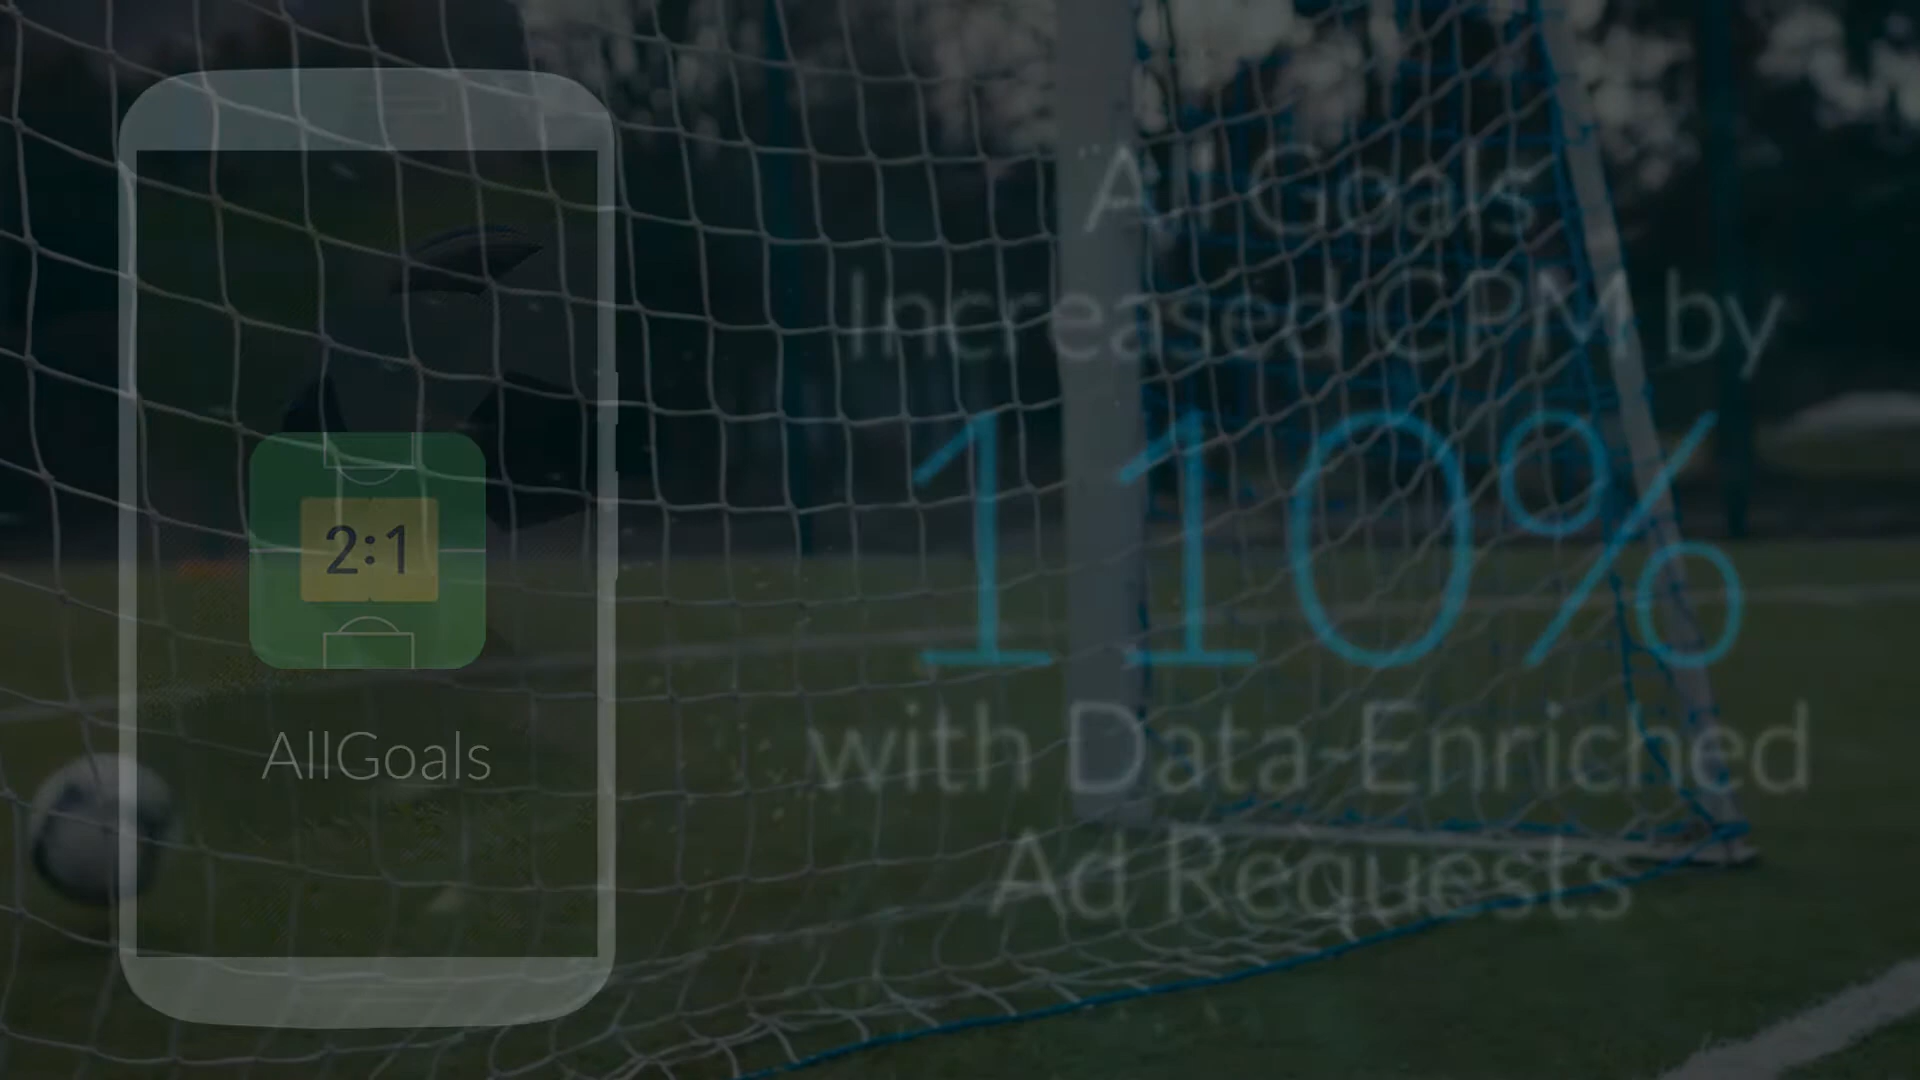 2:1
AllGoals
AllGoals
Increased CPM by
110%
with Data-Enriched
Ad Requests